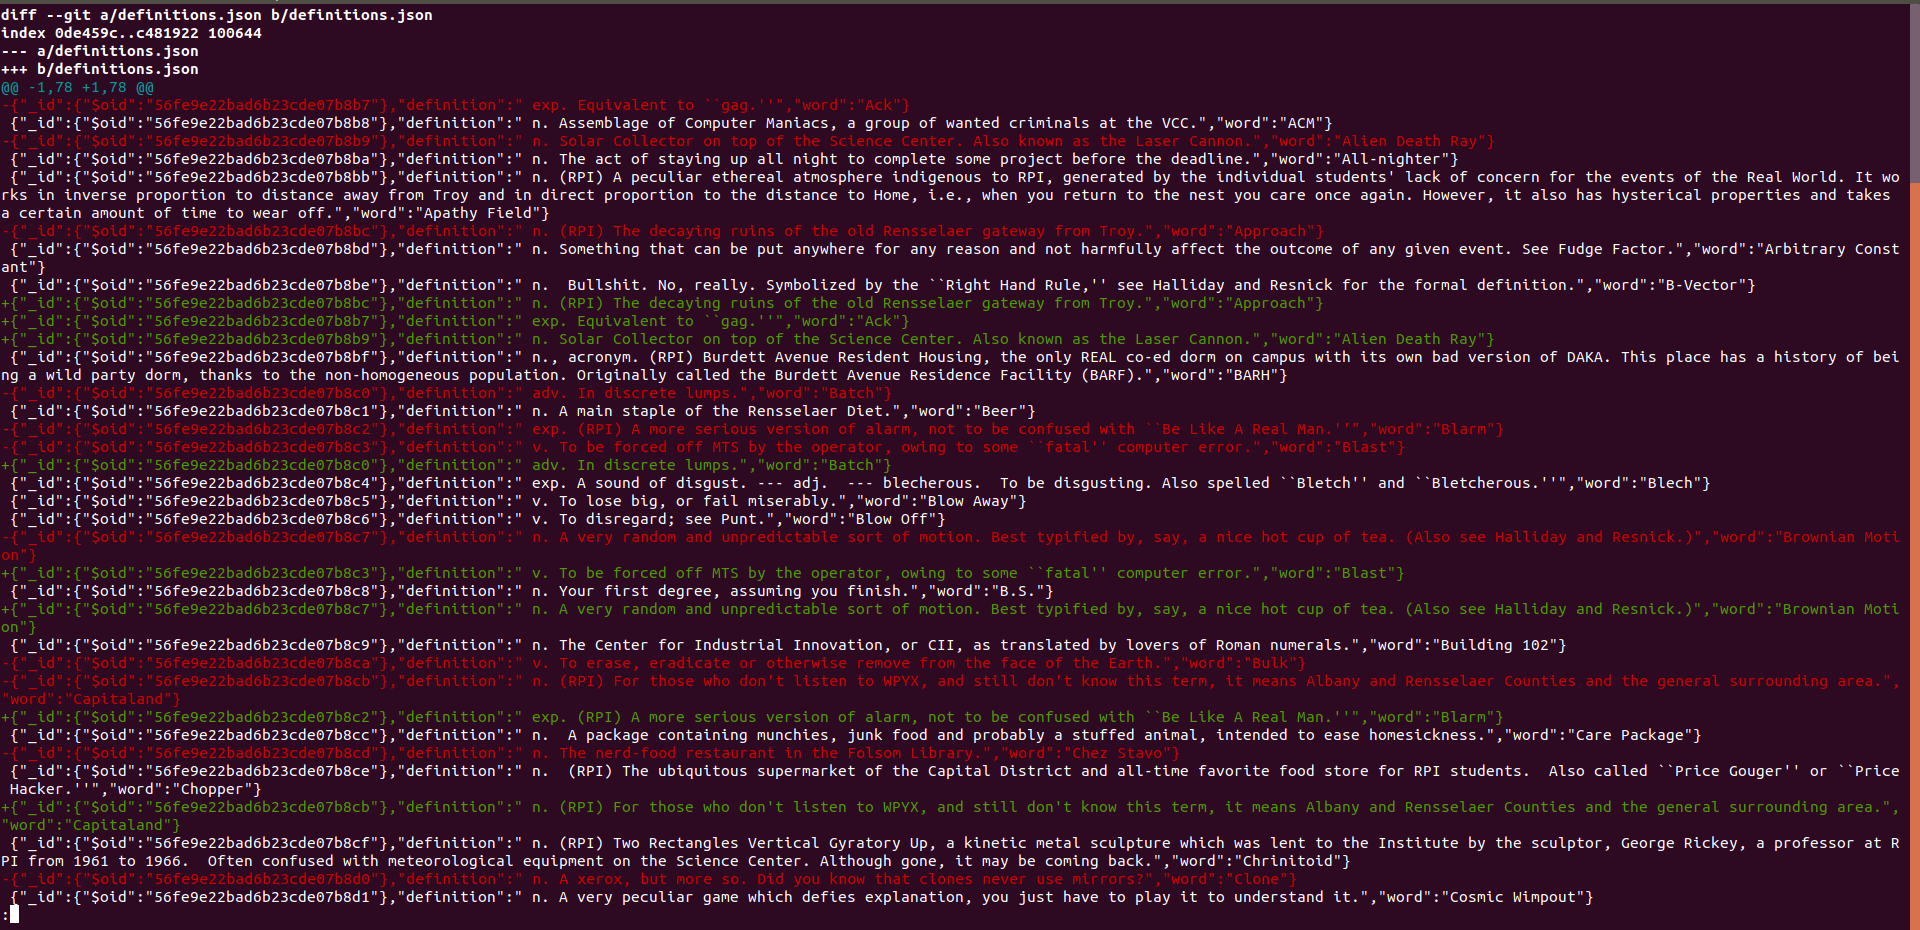 diff --git a/definitions.json b/definitions.json
index 0de459c..c481922 100644
--- a/definitions.json
+++ b/definitions.json
@@ -1,78 +1,78 @@
-{"_id":{"$oid":"56fe9e22bad6b23cde07b8b7"},"definition":" exp. Equivalent to ``gag.''","word":"Ack"}
 {"_id":{"$oid":"56fe9e22bad6b23cde07b8b8"},"definition":" n. Assemblage of Computer Maniacs, a group of wanted criminals at the VCC.","word":"ACM"}
-{"_id":{"$oid":"56fe9e22bad6b23cde07b8b9"},"definition":" n. Solar Collector on top of the Science Center. Also known as the Laser Cannon.","word":"Alien Death Ray"}
 {"_id":{"$oid":"56fe9e22bad6b23cde07b8ba"},"definition":" n. The act of staying up all night to complete some project before the deadline.","word":"All-nighter"}
 {"_id":{"$oid":"56fe9e22bad6b23cde07b8bb"},"definition":" n. (RPI) A peculiar ethereal atmosphere indigenous to RPI, generated by the individual students' lack of concern for the events of the Real World. It wo
rks in inverse proportion to distance away from Troy and in direct proportion to the distance to Home, i.e., when you return to the nest you care once again. However, it also has hysterical properties and takes
a certain amount of time to wear off.","word":"Apathy Field"}
-{"_id":{"$oid":"56fe9e22bad6b23cde07b8bc"},"definition":" n. (RPI) The decaying ruins of the old Rensselaer gateway from Troy.","word":"Approach"}
 {"_id":{"$oid":"56fe9e22bad6b23cde07b8bd"},"definition":" n. Something that can be put anywhere for any reason and not harmfully affect the outcome of any given event. See Fudge Factor.","word":"Arbitrary Const
ant"}
 {"_id":{"$oid":"56fe9e22bad6b23cde07b8be"},"definition":" n.  Bullshit. No, really. Symbolized by the ``Right Hand Rule,'' see Halliday and Resnick for the formal definition.","word":"B-Vector"}
+{"_id":{"$oid":"56fe9e22bad6b23cde07b8bc"},"definition":" n. (RPI) The decaying ruins of the old Rensselaer gateway from Troy.","word":"Approach"}
+{"_id":{"$oid":"56fe9e22bad6b23cde07b8b7"},"definition":" exp. Equivalent to ``gag.''","word":"Ack"}
+{"_id":{"$oid":"56fe9e22bad6b23cde07b8b9"},"definition":" n. Solar Collector on top of the Science Center. Also known as the Laser Cannon.","word":"Alien Death Ray"}
 {"_id":{"$oid":"56fe9e22bad6b23cde07b8bf"},"definition":" n., acronym. (RPI) Burdett Avenue Resident Housing, the only REAL co-ed dorm on campus with its own bad version of DAKA. This place has a history of bei
ng a wild party dorm, thanks to the non-homogeneous population. Originally called the Burdett Avenue Residence Facility (BARF).","word":"BARH"}
-{"_id":{"$oid":"56fe9e22bad6b23cde07b8c0"},"definition":" adv. In discrete lumps.","word":"Batch"}
 {"_id":{"$oid":"56fe9e22bad6b23cde07b8c1"},"definition":" n. A main staple of the Rensselaer Diet.","word":"Beer"}
-{"_id":{"$oid":"56fe9e22bad6b23cde07b8c2"},"definition":" exp. (RPI) A more serious version of alarm, not to be confused with ``Be Like A Real Man.''","word":"Blarm"}
-{"_id":{"$oid":"56fe9e22bad6b23cde07b8c3"},"definition":" v. To be forced off MTS by the operator, owing to some ``fatal'' computer error.","word":"Blast"}
+{"_id":{"$oid":"56fe9e22bad6b23cde07b8c0"},"definition":" adv. In discrete lumps.","word":"Batch"}
 {"_id":{"$oid":"56fe9e22bad6b23cde07b8c4"},"definition":" exp. A sound of disgust. --- adj.  --- blecherous.  To be disgusting. Also spelled ``Bletch'' and ``Bletcherous.''","word":"Blech"}
 {"_id":{"$oid":"56fe9e22bad6b23cde07b8c5"},"definition":" v. To lose big, or fail miserably.","word":"Blow Away"}
 {"_id":{"$oid":"56fe9e22bad6b23cde07b8c6"},"definition":" v. To disregard; see Punt.","word":"Blow Off"}
-{"_id":{"$oid":"56fe9e22bad6b23cde07b8c7"},"definition":" n. A very random and unpredictable sort of motion. Best typified by, say, a nice hot cup of tea. (Also see Halliday and Resnick.)","word":"Brownian Moti
on"}
+{"_id":{"$oid":"56fe9e22bad6b23cde07b8c3"},"definition":" v. To be forced off MTS by the operator, owing to some ``fatal'' computer error.","word":"Blast"}
 {"_id":{"$oid":"56fe9e22bad6b23cde07b8c8"},"definition":" n. Your first degree, assuming you finish.","word":"B.S."}
+{"_id":{"$oid":"56fe9e22bad6b23cde07b8c7"},"definition":" n. A very random and unpredictable sort of motion. Best typified by, say, a nice hot cup of tea. (Also see Halliday and Resnick.)","word":"Brownian Moti
on"}
 {"_id":{"$oid":"56fe9e22bad6b23cde07b8c9"},"definition":" n. The Center for Industrial Innovation, or CII, as translated by lovers of Roman numerals.","word":"Building 102"}
-{"_id":{"$oid":"56fe9e22bad6b23cde07b8ca"},"definition":" v. To erase, eradicate or otherwise remove from the face of the Earth.","word":"Bulk"}
-{"_id":{"$oid":"56fe9e22bad6b23cde07b8cb"},"definition":" n. (RPI) For those who don't listen to WPYX, and still don't know this term, it means Albany and Rensselaer Counties and the general surrounding area.",
"word":"Capitaland"}
+{"_id":{"$oid":"56fe9e22bad6b23cde07b8c2"},"definition":" exp. (RPI) A more serious version of alarm, not to be confused with ``Be Like A Real Man.''","word":"Blarm"}
 {"_id":{"$oid":"56fe9e22bad6b23cde07b8cc"},"definition":" n.  A package containing munchies, junk food and probably a stuffed animal, intended to ease homesickness.","word":"Care Package"}
-{"_id":{"$oid":"56fe9e22bad6b23cde07b8cd"},"definition":" n. The nerd-food restaurant in the Folsom Library.","word":"Chez Stavo"}
 {"_id":{"$oid":"56fe9e22bad6b23cde07b8ce"},"definition":" n.  (RPI) The ubiquitous supermarket of the Capital District and all-time favorite food store for RPI students.  Also called ``Price Gouger'' or ``Price
 Hacker.''","word":"Chopper"}
+{"_id":{"$oid":"56fe9e22bad6b23cde07b8cb"},"definition":" n. (RPI) For those who don't listen to WPYX, and still don't know this term, it means Albany and Rensselaer Counties and the general surrounding area.",
"word":"Capitaland"}
 {"_id":{"$oid":"56fe9e22bad6b23cde07b8cf"},"definition":" n. (RPI) Two Rectangles Vertical Gyratory Up, a kinetic metal sculpture which was lent to the Institute by the sculptor, George Rickey, a professor at R
PI from 1961 to 1966.  Often confused with meteorological equipment on the Science Center. Although gone, it may be coming back.","word":"Chrinitoid"}
-{"_id":{"$oid":"56fe9e22bad6b23cde07b8d0"},"definition":" n. A xerox, but more so. Did you know that clones never use mirrors?","word":"Clone"}
 {"_id":{"$oid":"56fe9e22bad6b23cde07b8d1"},"definition":" n. A very peculiar game which defies explanation, you just have to play it to understand it.","word":"Cosmic Wimpout"}
: